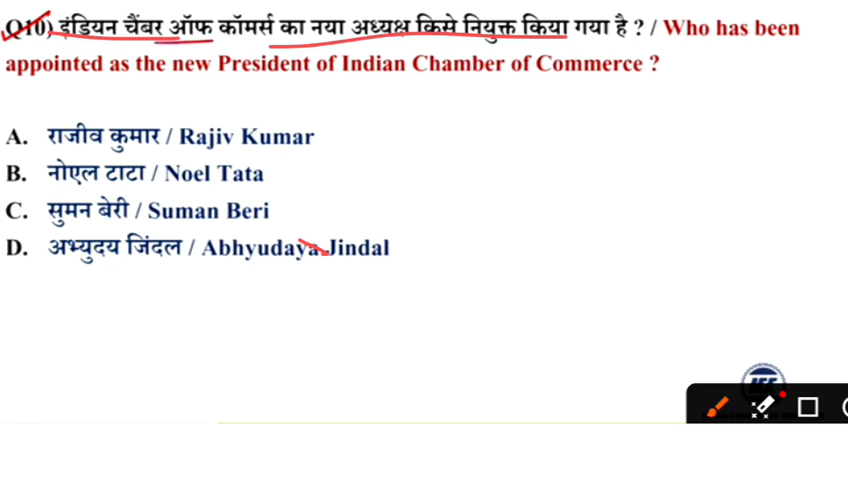 Q10) इंडियन चैंबर ऑफ कॉमर्स का नया अध्यक्ष किसे नियुक्त किया गया है ? / Who has been
appointed as the new President of Indian Chamber of Commerce ?
A. राजीव कुमार / Rajiv Kumar
B. नोएल टाटा / Noel Tata
C. सुमन बेरी / Suman Beri
D. अभ्युदय जिंदल / Abhyudaya Jindal